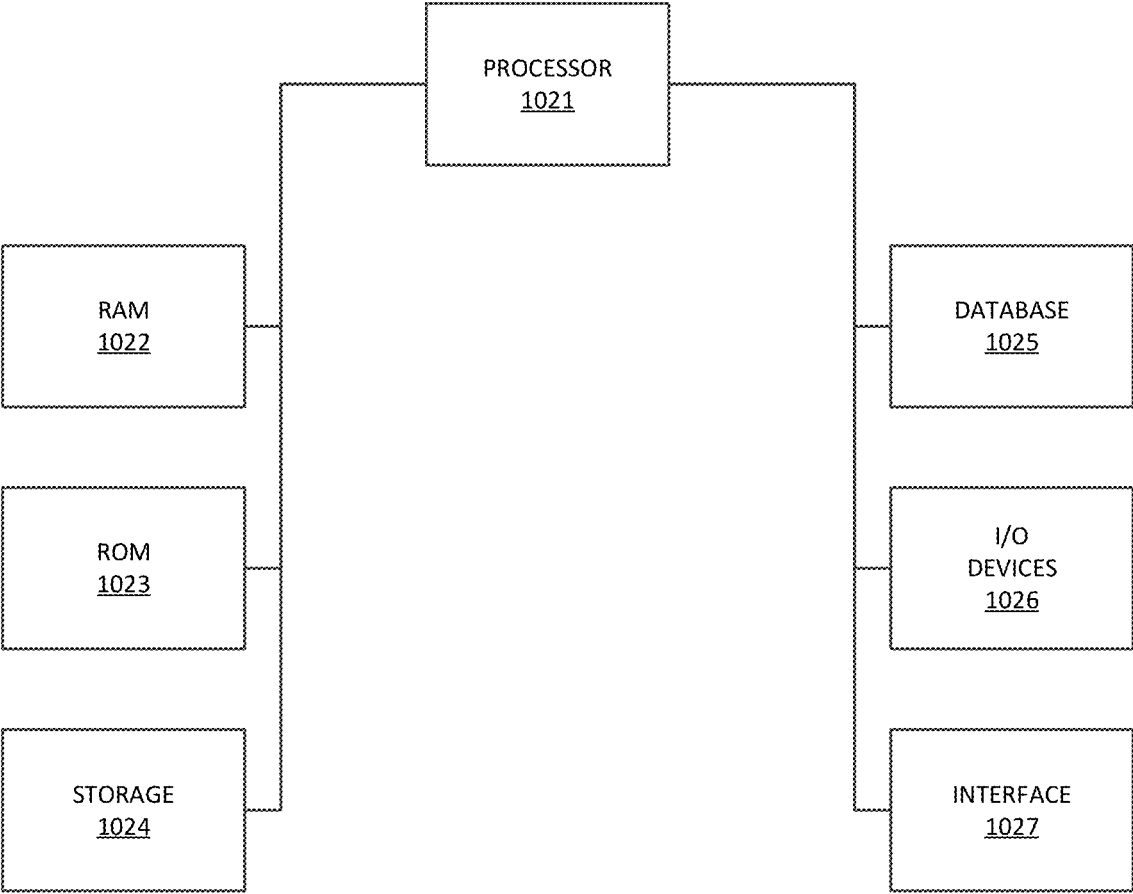 PROCESSOR
1021
RAM
1022
ROM
1023
STORAGE
1024
DATABASE
1025
I/O
DEVICES
1026
INTERFACE
1027